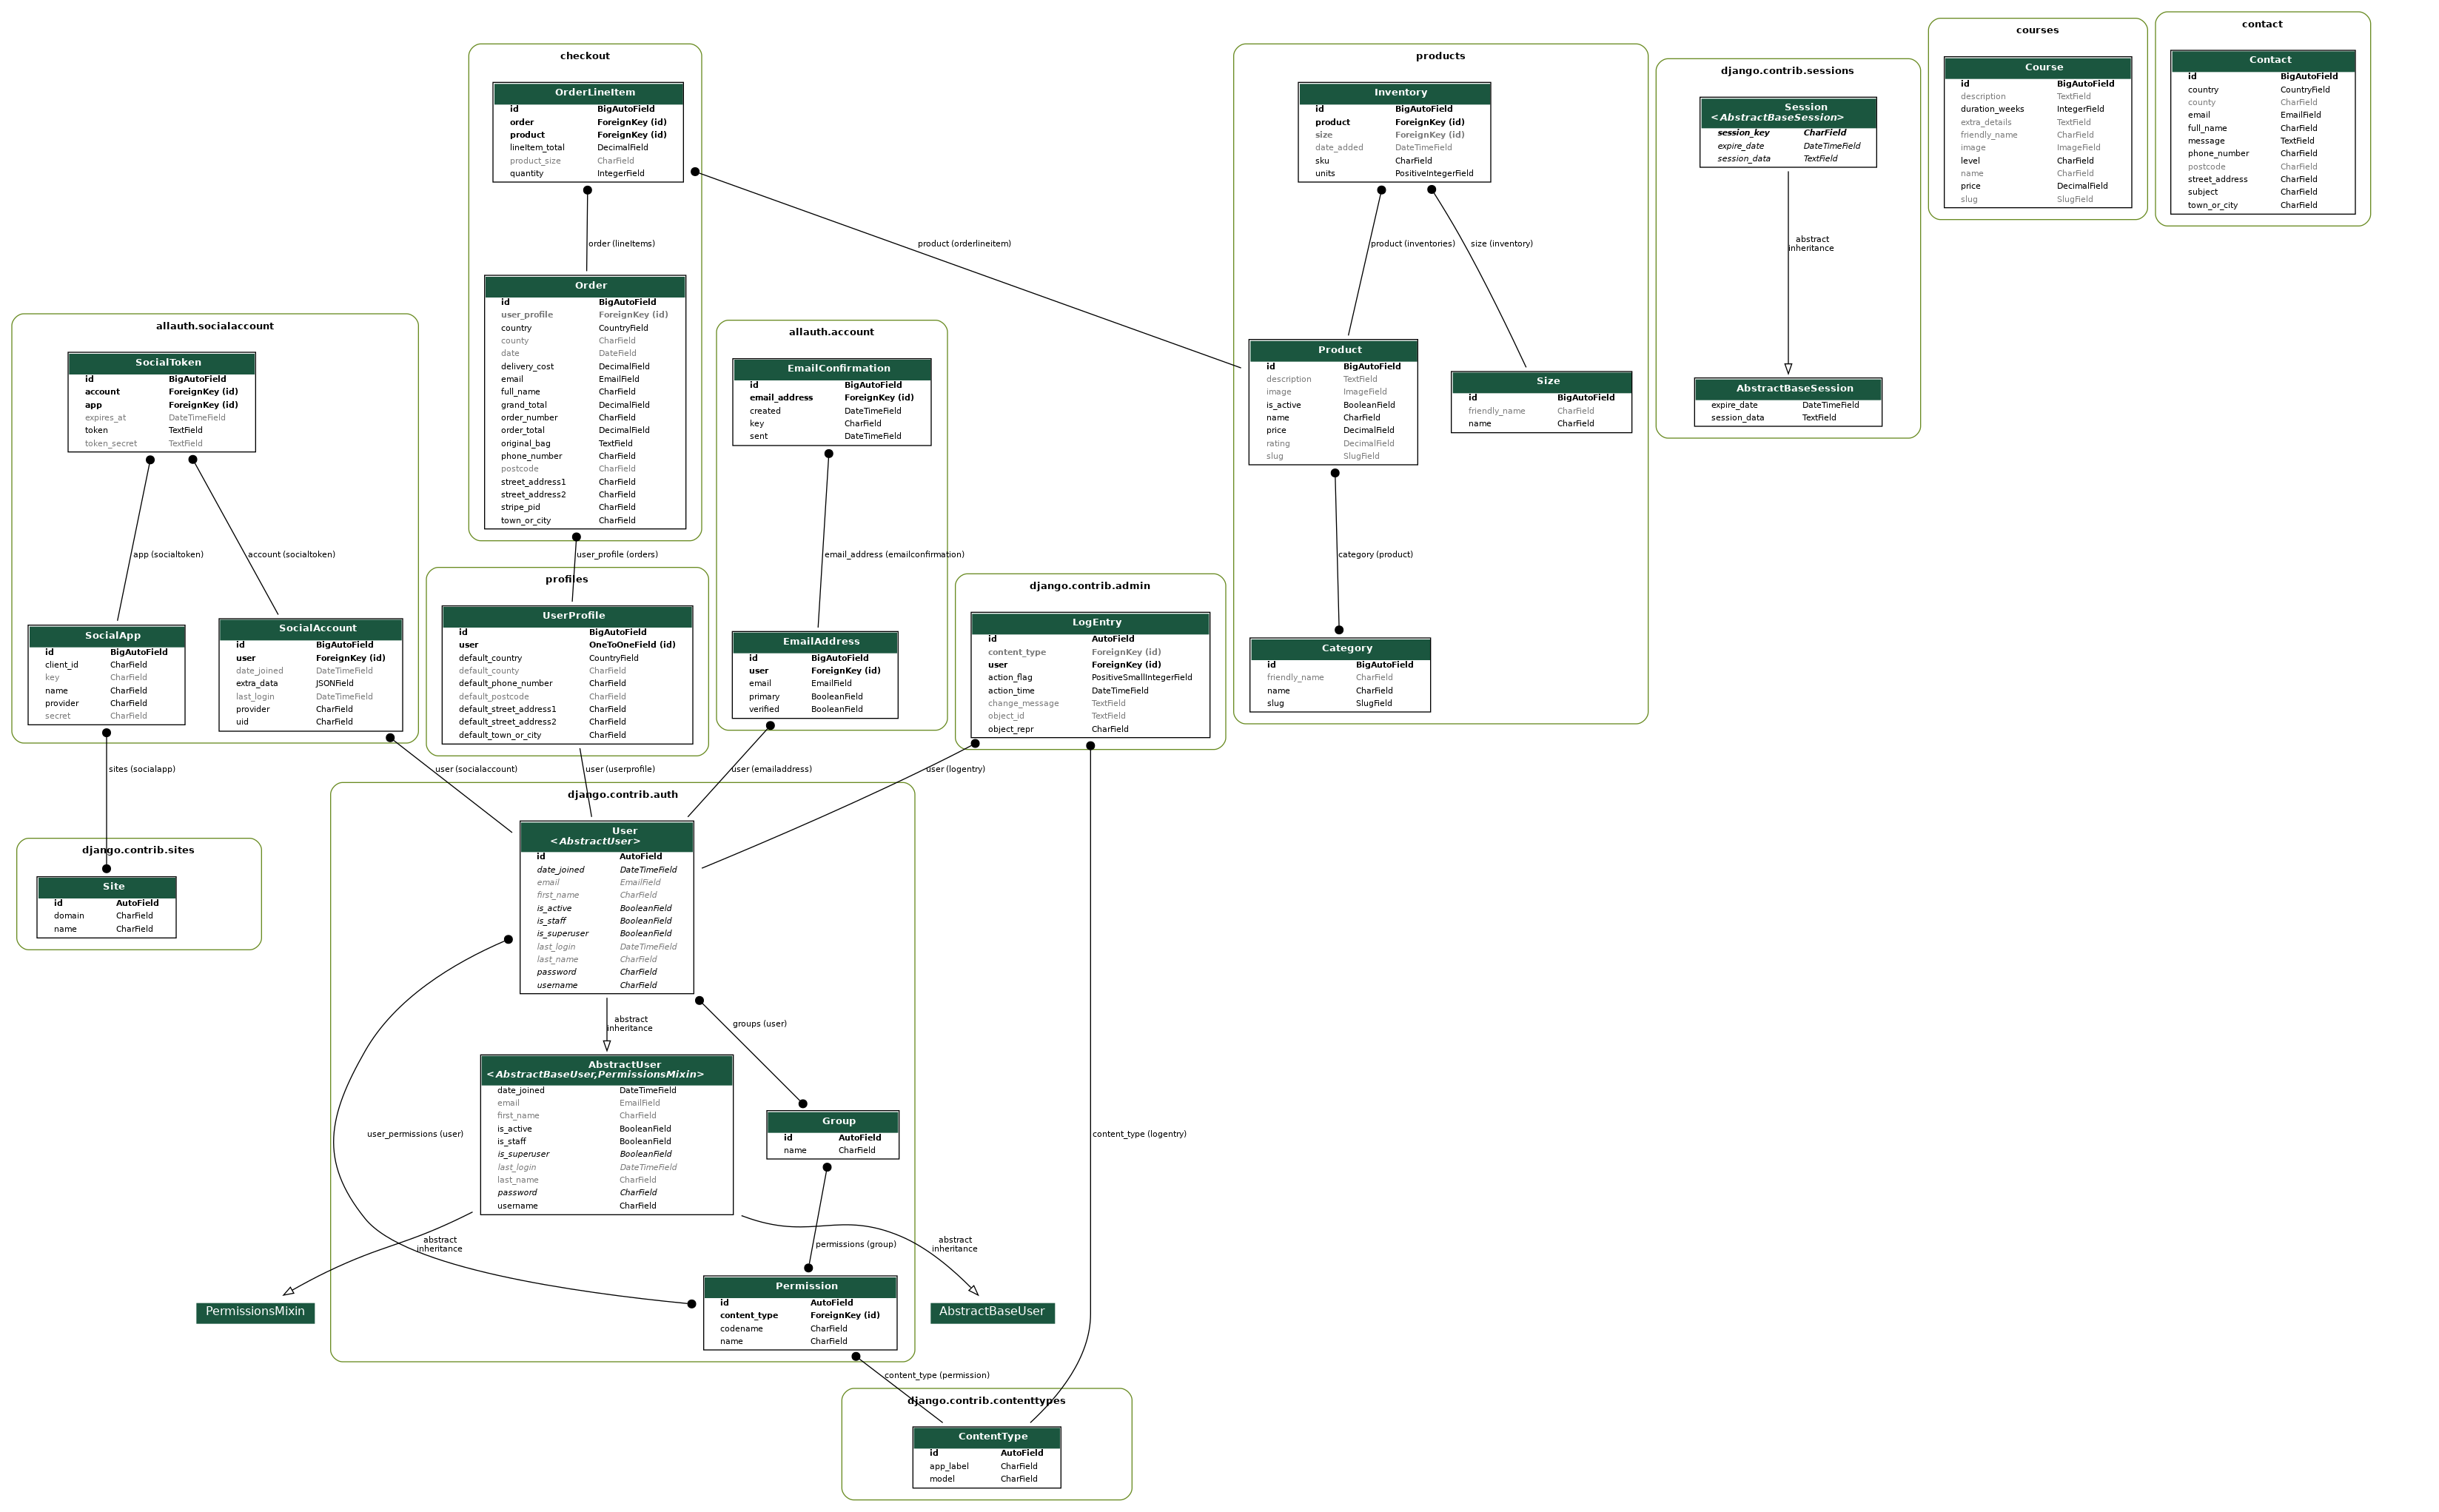 checkout
OrderLineItem
id BigAutoField
order ForeignKey (id)
product ForeignKey (id)
lineItem_total DecimalField
product_size CharField
quantity IntegerField
order (lineItems)
product (orderlineitem)
Order
id BigAutoField
user_profile ForeignKey (id)
country CountryField
county CharField
date DateField
delivery_cost DecimalField
email EmailField
full_name CharField
grand_total DecimalField
order_number CharField
order_total DecimalField
original_bag TextField
phone_number CharField
postcode CharField
street_address1 CharField
street_address2 CharField
stripe_pid CharField
town_or_city CharField
user_profile (orders)
products
Inventory
id BigAutoField
product ForeignKey (id)
size ForeignKey (id)
date_added DateTimeField
sku CharField
units PositiveIntegerField
product (inventories)
size (inventory)
Product
id BigAutoField
description TextField
image ImageField
is_active BooleanField
name CharField
price DecimalField
rating DecimalField
slug SlugField
Size
id BigAutoField
friendly_name CharField
name CharField
category (product)
Category
id BigAutoField
friendly_name CharField
name CharField
slug SlugField
django.contrib.sessions
Session
<AbstractBaseSession>
session_key CharField
expire_date DateTimeField
session_data TextField
abstract
inheritance
AbstractBaseSession
expire_date DateTimeField
session_data TextField
courses
Course
id BigAutoField
description TextField
duration_weeks IntegerField
extra_details TextField
friendly_name CharField
image ImageField
level CharField
name CharField
price DecimalField
slug SlugField
contact
Contact
id BigAutoField
country CountryField
county CharField
email EmailField
full_name CharField
message TextField
phone_number CharField
postcode CharField
street_address CharField
subject CharField
town_or_city CharField
allauth.socialaccount
SocialToken
id BigAutoField
account ForeignKey (id)
app ForeignKey (id)
expires_at DateTimeField
token TextField
token_secret TextField
app (socialtoken)
account (socialtoken)
SocialApp
id BigAutoField
client_id CharField
key CharField
name CharField
provider CharField
secret CharField
SocialAccount
id BigAutoField
user ForeignKey (id)
date_joined DateTimeField
extra_data JSONField
last_login DateTimeField
provider CharField
uid CharField
allauth.account
EmailConfirmation
id BigAutoField
email_address ForeignKey (id)
created DateTimeField
key CharField
sent DateTimeField
email_address (emailconfirmation)
EmailAddress
id BigAutoField
user ForeignKey (id)
email EmailField
primary BooleanField
verified BooleanField
profiles
UserProfile
id BigAutoField
user OneToOneField (id)
default_country CountryField
default_county CharField
default_phone_number CharField
default_postcode CharField
default_street_address1 CharField
default_street_address2 CharField
default_town_or_city CharField
django.contrib.admin
LogEntry
id AutoField
content_type ForeignKey (id)
user ForeignKey (id)
action_flag PositiveSmallIntegerField
action_time DateTimeField
change_message TextField
object_id TextField
object_repr CharField
sites (socialapp)
user (socialaccount)
user (userprofile)
user (emailaddress)
user (logentry)
django.contrib.sites
Site
id AutoField
domain CharField
name CharField
django.contrib.auth
User
<AbstractUser>
id AutoField
date_joined DateTimeField
email EmailField
first_name CharField
is_active BooleanField
is_staff BooleanField
is_superuser BooleanField
last_login DateTimeField
last_name CharField
password CharField
username CharField
abstract
inheritance
groups (user)
AbstractUser
<AbstractBaseUser,PermissionsMixin>
date_joined DateTimeField
email EmailField
first_name CharField
is_active BooleanField
is_staff BooleanField
is_superuser BooleanField
last_login DateTimeField
last_name CharField
password CharField
username CharField
Group
id AutoField
name CharField
user_permissions (user)
content_type (logentry)
abstract
inheritance
permissions (group)
abstract
inheritance
PermissionsMixin
Permission
id AutoField
content_type ForeignKey (id)
codename CharField
name CharField
AbstractBaseUser
content_type (permission)
django.contrib.contenttypes
ContentType
id AutoField
app_label CharField
model CharField